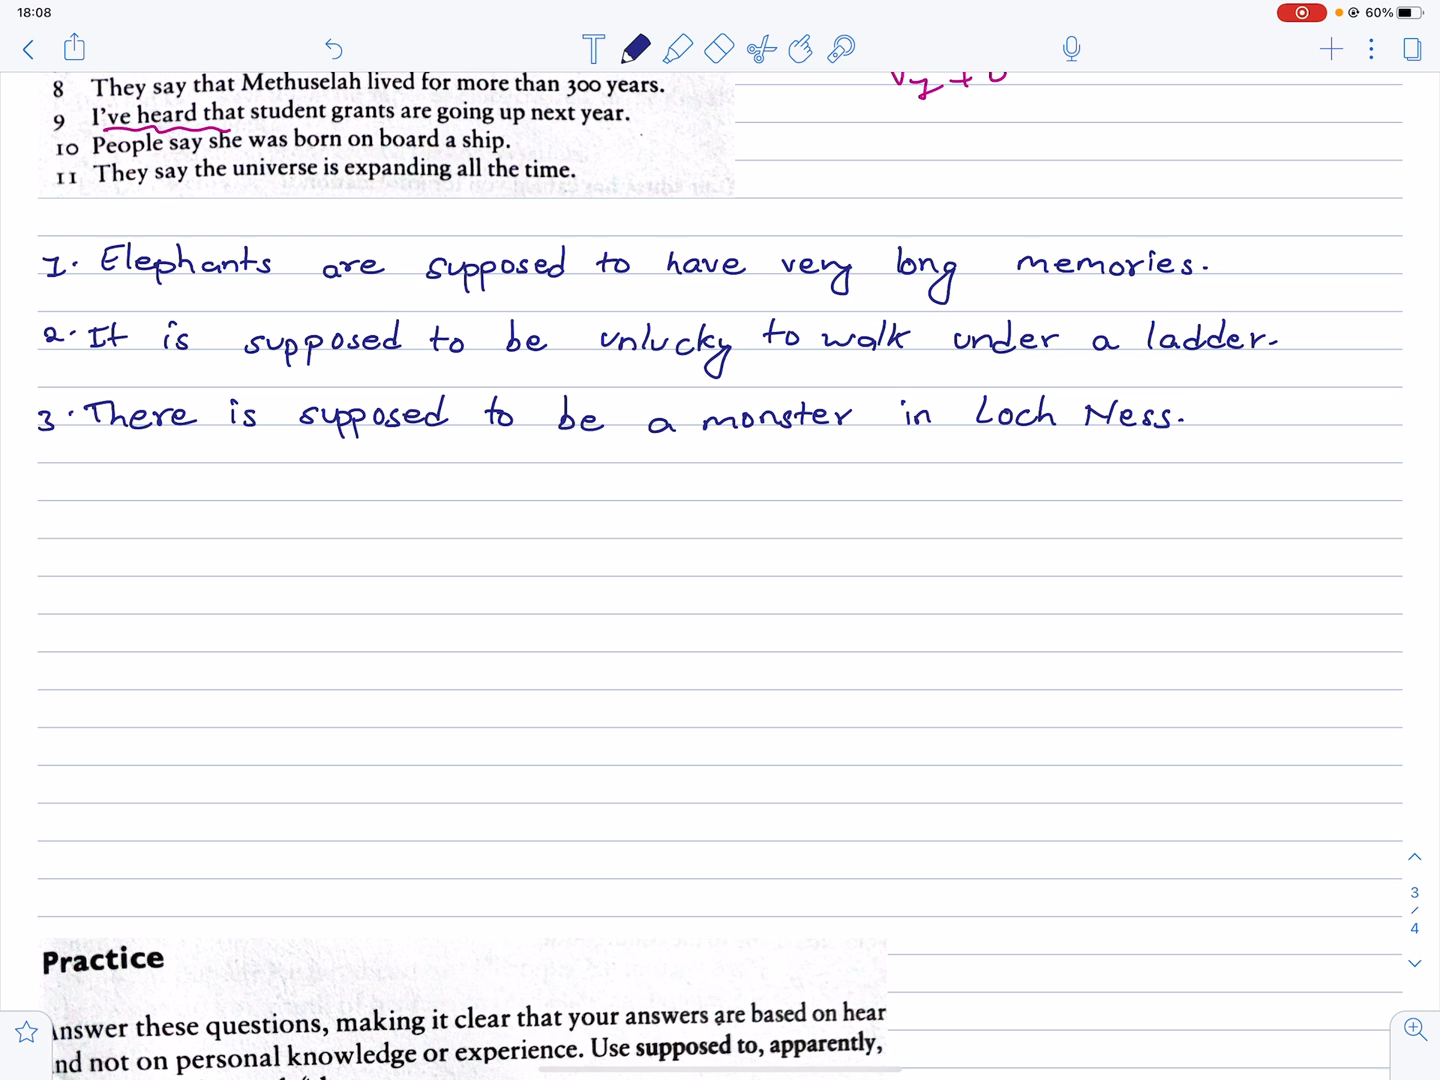 18:08
60%
8 They say that Methuselah lived for more than 300 years.
9 I've heard that student grants are going up next year.
10 People say she was born on board a ship.
11 They say the universe is expanding all the time.
1. Elephants are supposed to have very long memories.
2. It is supposed to be unlucky to walk under a ladder.
3. There is supposed to be a monster in Loch Ness.
3
/
4
Practice
Answer these questions, making it clear that your answers are based on hear
nd not on personal knowledge or experience. Use supposed to, apparently,